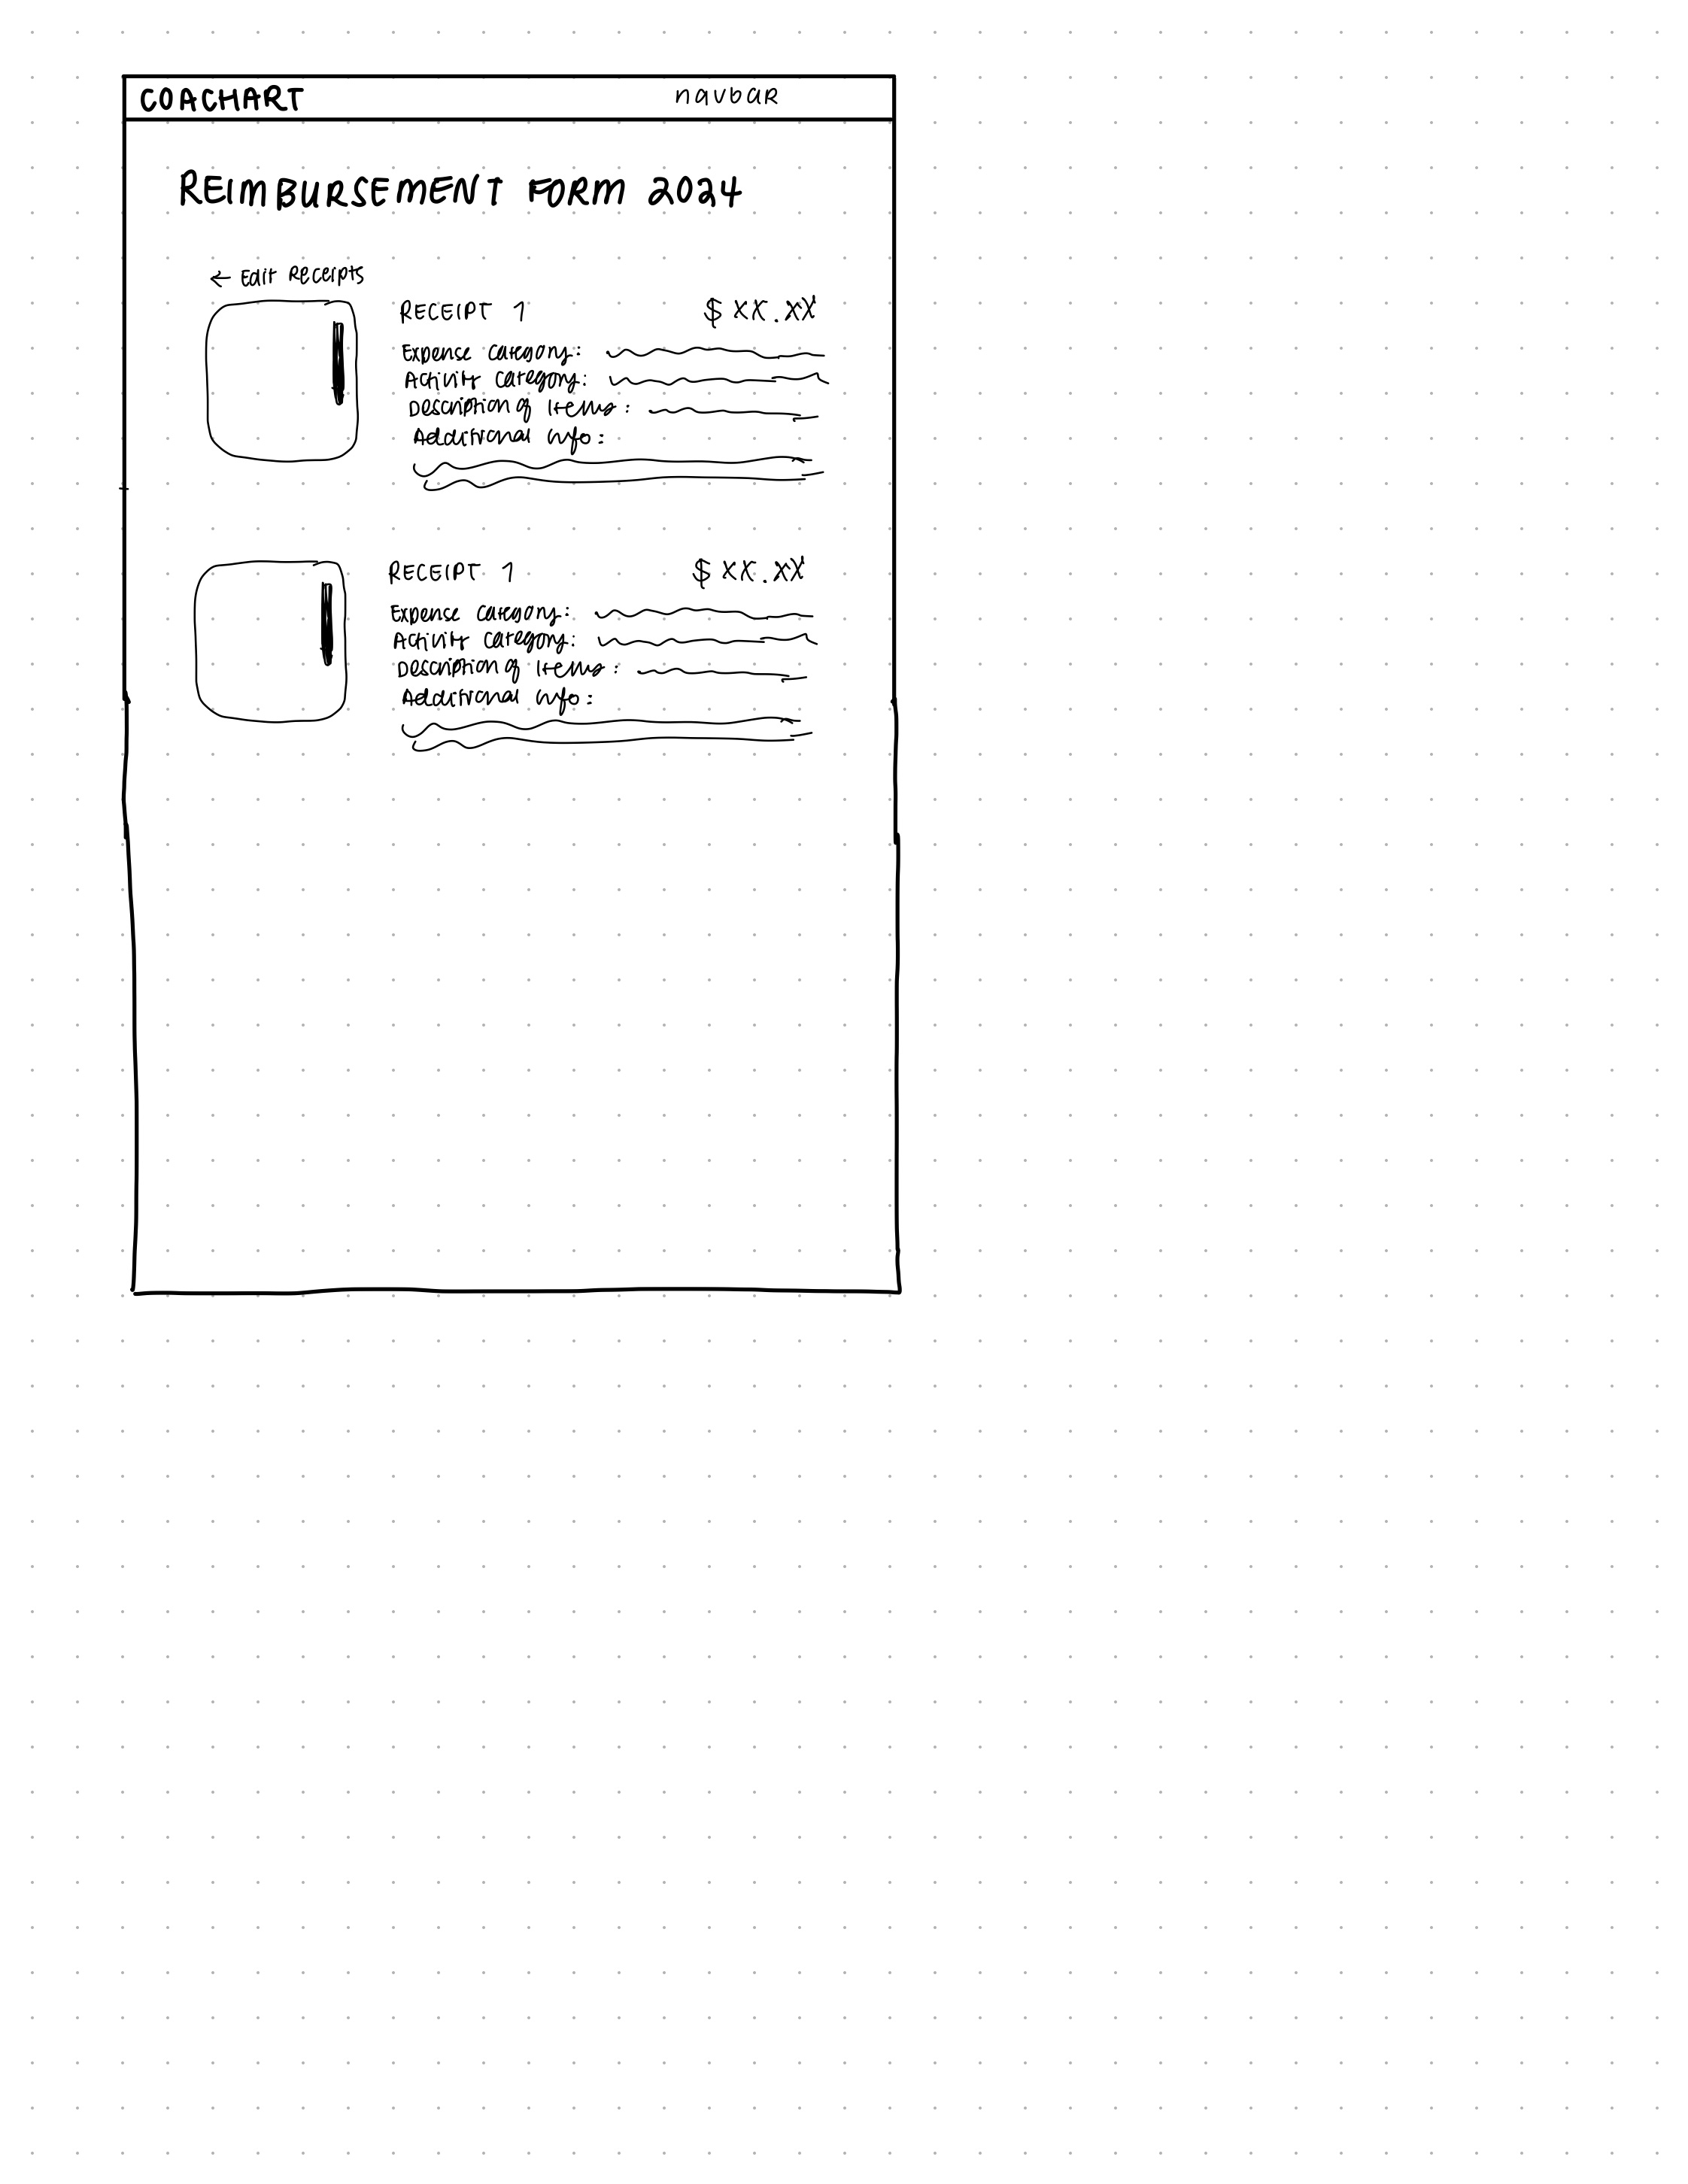 COACHART navbar
REIMBURSEMENT FORM 2024
← Edit Receipts
RECEIPT 1 $ XX.XX
Expense category:
Activity category:
Description of Items:
Additional info:
RECEIPT 1 $ XX.XX
Expense category:
Activity category:
Description of Items:
Additional info: